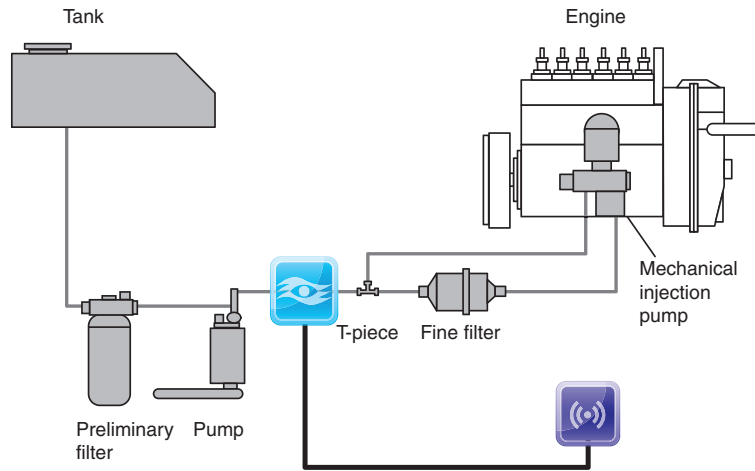 Tank
Engine
Mechanical
injection
pump
T-piece
Fine filter
Preliminary
filter
Pump